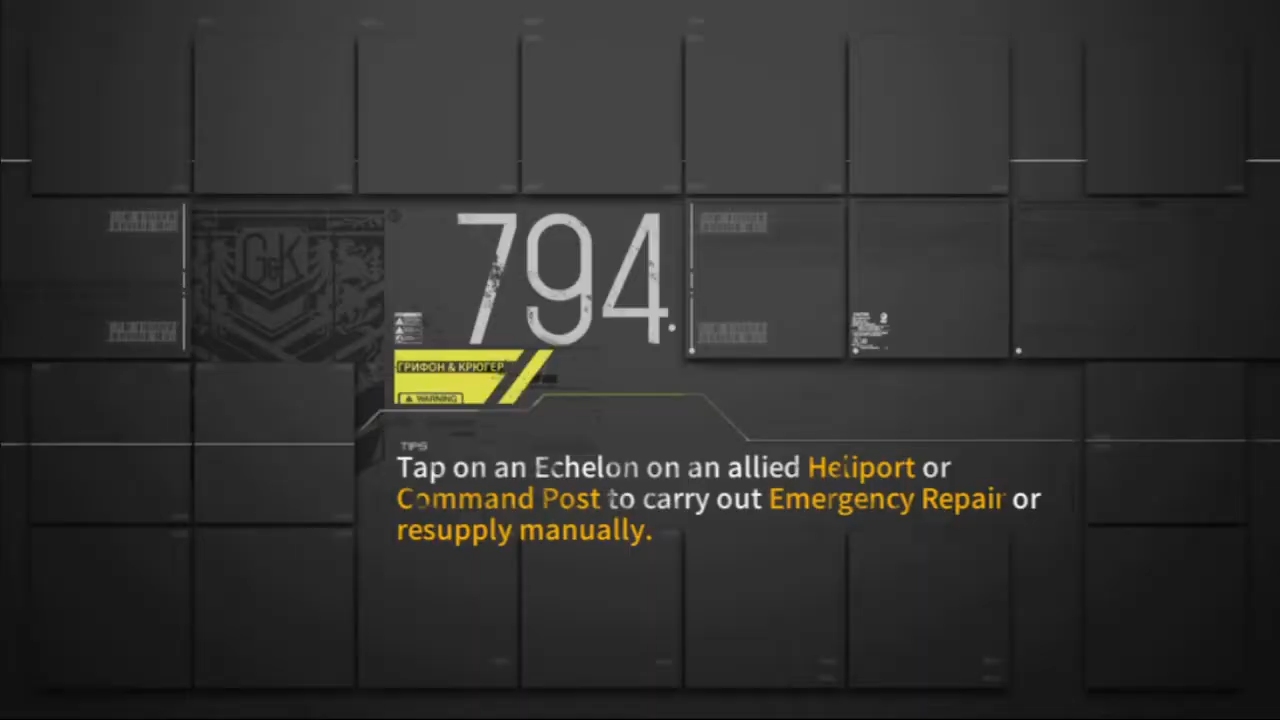 G&K
794.
ГРИФОН & КРЮГЕР
WARNING
TIPS
Tap on an Echelon on an allied Heliport or
Command Post to carry out Emergency Repair or
resupply manually.